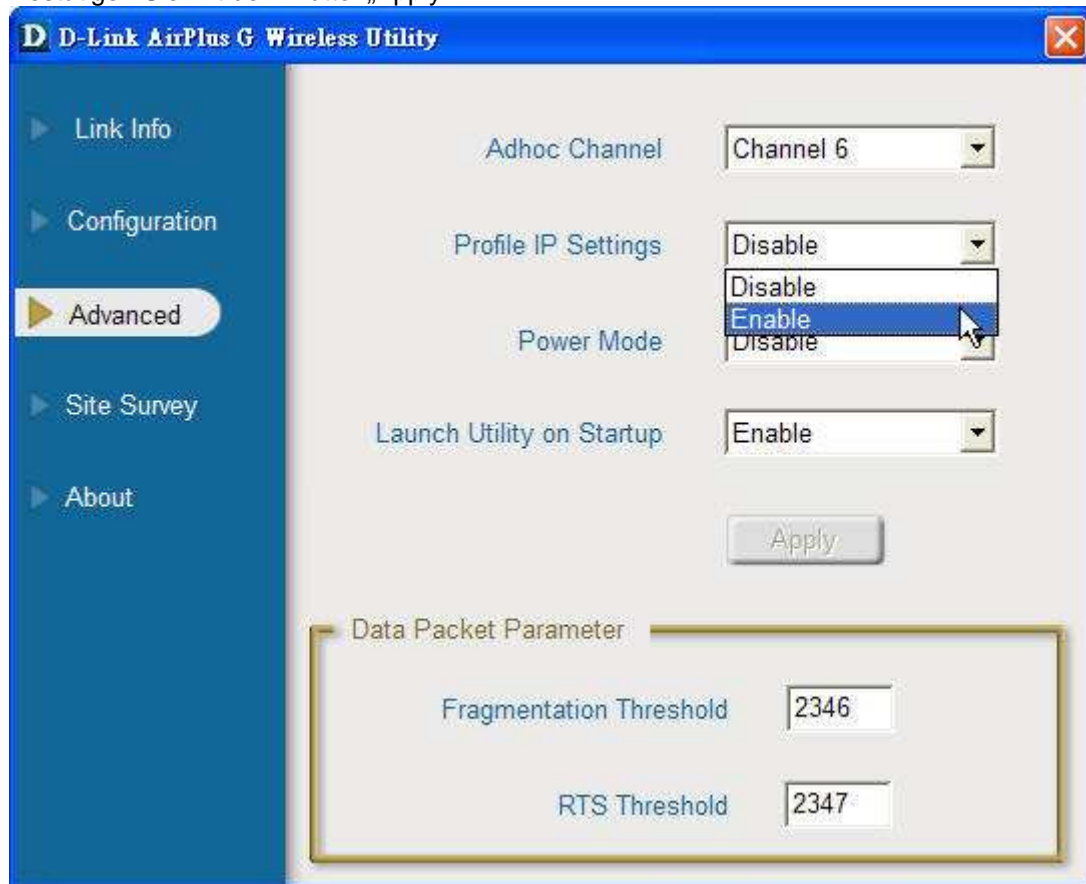 D D-Link AirPlus G Wireless Utility
Link Info
Configuration
Advanced
Site Survey
About
Adhoc Channel Channel 6
Profile IP Settings Disable
Disable
Enable
Power Mode Disable
Launch Utility on Startup Enable
Apply
Data Packet Parameter
Fragmentation Threshold 2346
RTS Threshold 2347